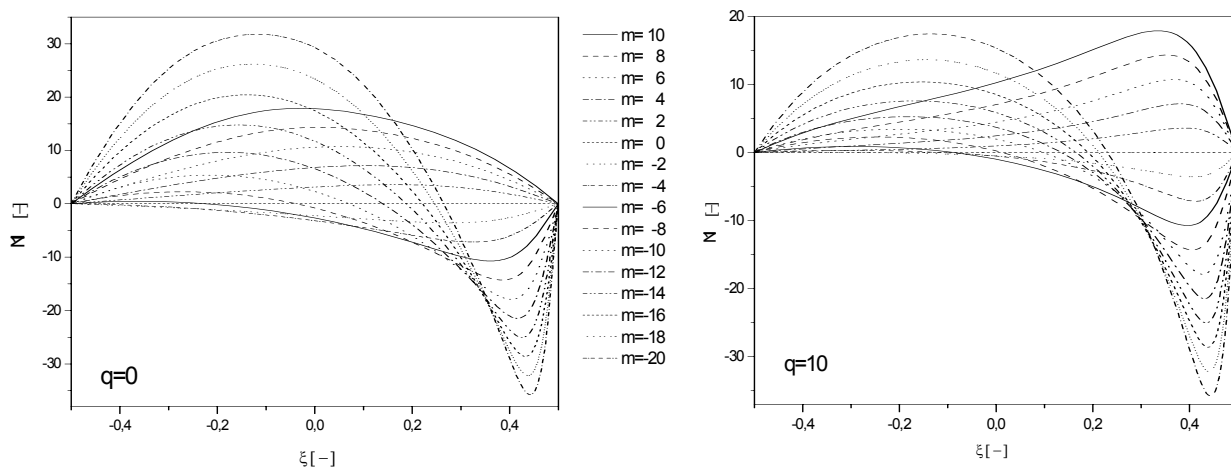 30
20
10
0
-10
-20
-30
[-]
-0,4
-0,2
0,0
0,2
0,4
ξ [-]
q=0
m= 10
m= 8
m= 6
m= 4
m= 2
m= 0
m= -2
m= -4
m= -6
m= -8
m=-10
m=-12
m=-14
m=-16
m=-18
m=-20
20
10
0
-10
-20
-30
[-]
-0,4
-0,2
0,0
0,2
0,4
ξ [-]
q=10